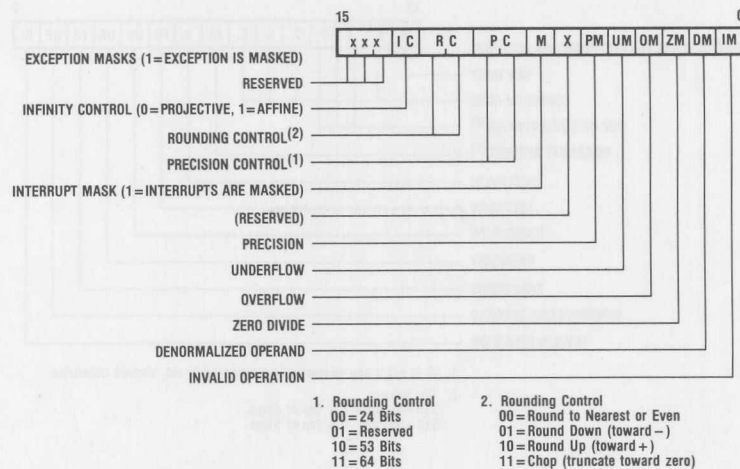 15 0
x x x I C R C P C M X PM UM OM ZM DM IM
EXCEPTION MASKS (1=EXCEPTION IS MASKED)
RESERVED
INFINITY CONTROL (0=PROJECTIVE, 1=AFFINE)
ROUNDING CONTROL(2)
PRECISION CONTROL(1)
INTERRUPT MASK (1=INTERRUPTS ARE MASKED)
(RESERVED)
PRECISION
UNDERFLOW
OVERFLOW
ZERO DIVIDE
DENORMALIZED OPERAND
INVALID OPERATION
1. Rounding Control
00=24 Bits
01=Reserved
10=53 Bits
11=64 Bits
2. Rounding Control
00=Round to Nearest or Even
01=Round Down (toward−)
10=Round Up (toward+)
11=Chop (truncate toward zero)